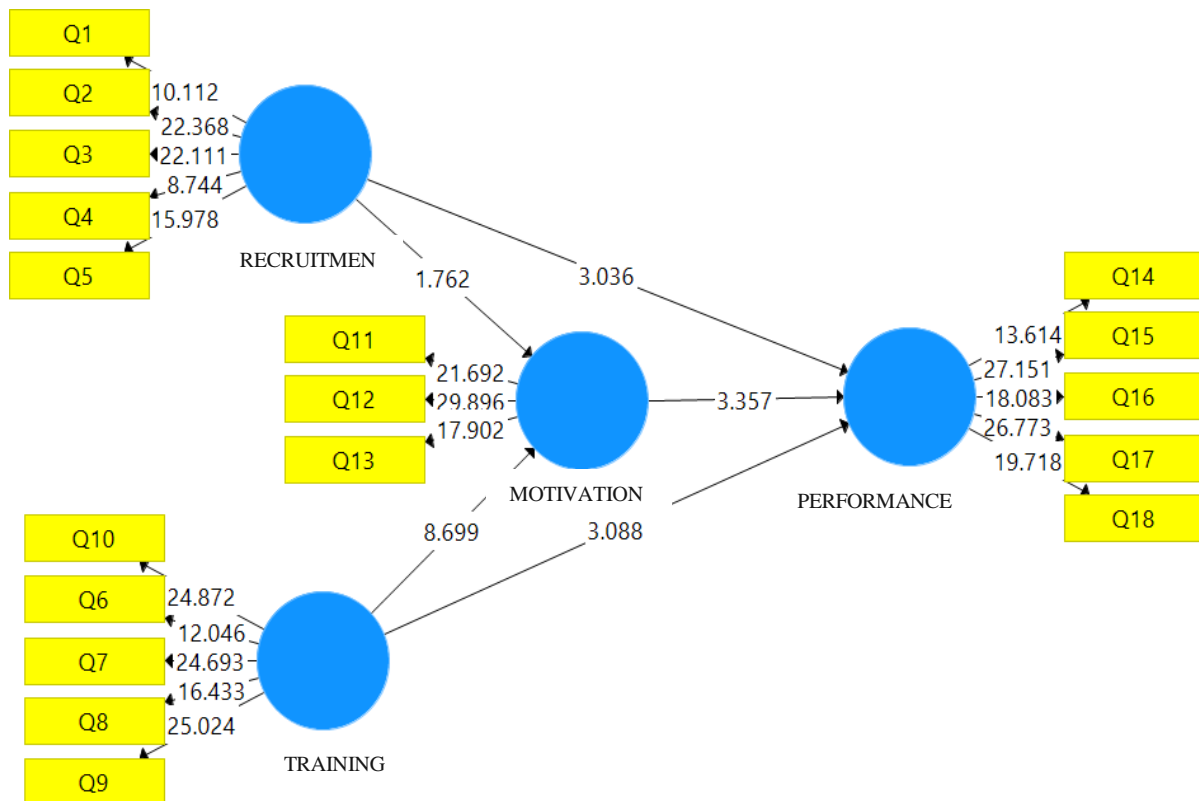 Q1
Q2
Q3
Q4
Q5
10.112
22.368
22.111
8.744
15.978
RECRUITMEN
1.762
3.036
Q11
Q12
Q13
21.692
29.896
17.902
MOTIVATION
3.357
8.699
3.088
PERFORMANCE
13.614
27.151
18.083
26.773
19.718
Q14
Q15
Q16
Q17
Q18
Q10
Q6
Q7
Q8
Q9
24.872
12.046
24.693
16.433
25.024
TRAINING